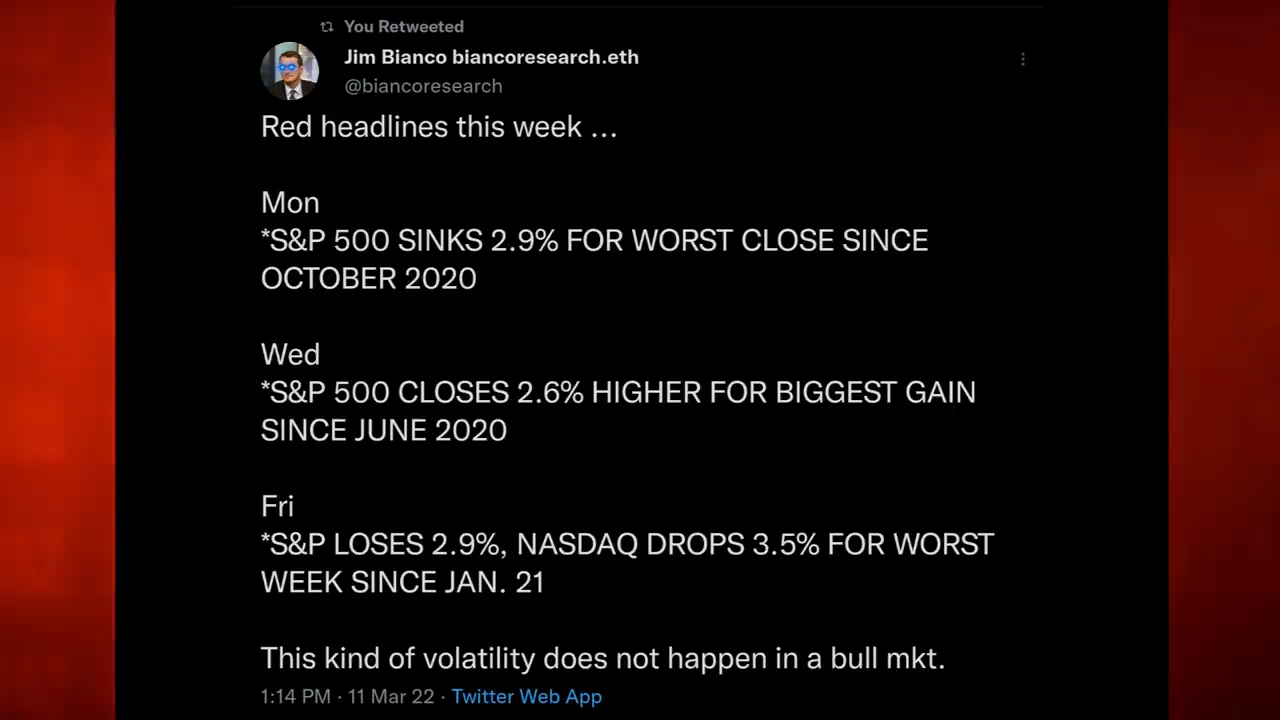 You Retweeted
Jim Bianco biancoresearch.eth
@biancoresearch
Red headlines this week ...
Mon
*S&P 500 SINKS 2.9% FOR WORST CLOSE SINCE
OCTOBER 2020
Wed
*S&P 500 CLOSES 2.6% HIGHER FOR BIGGEST GAIN
SINCE JUNE 2020
Fri
*S&P LOSES 2.9%, NASDAQ DROPS 3.5% FOR WORST
WEEK SINCE JAN. 21
This kind of volatility does not happen in a bull mkt.
1:14 PM · 11 Mar 22 · Twitter Web App